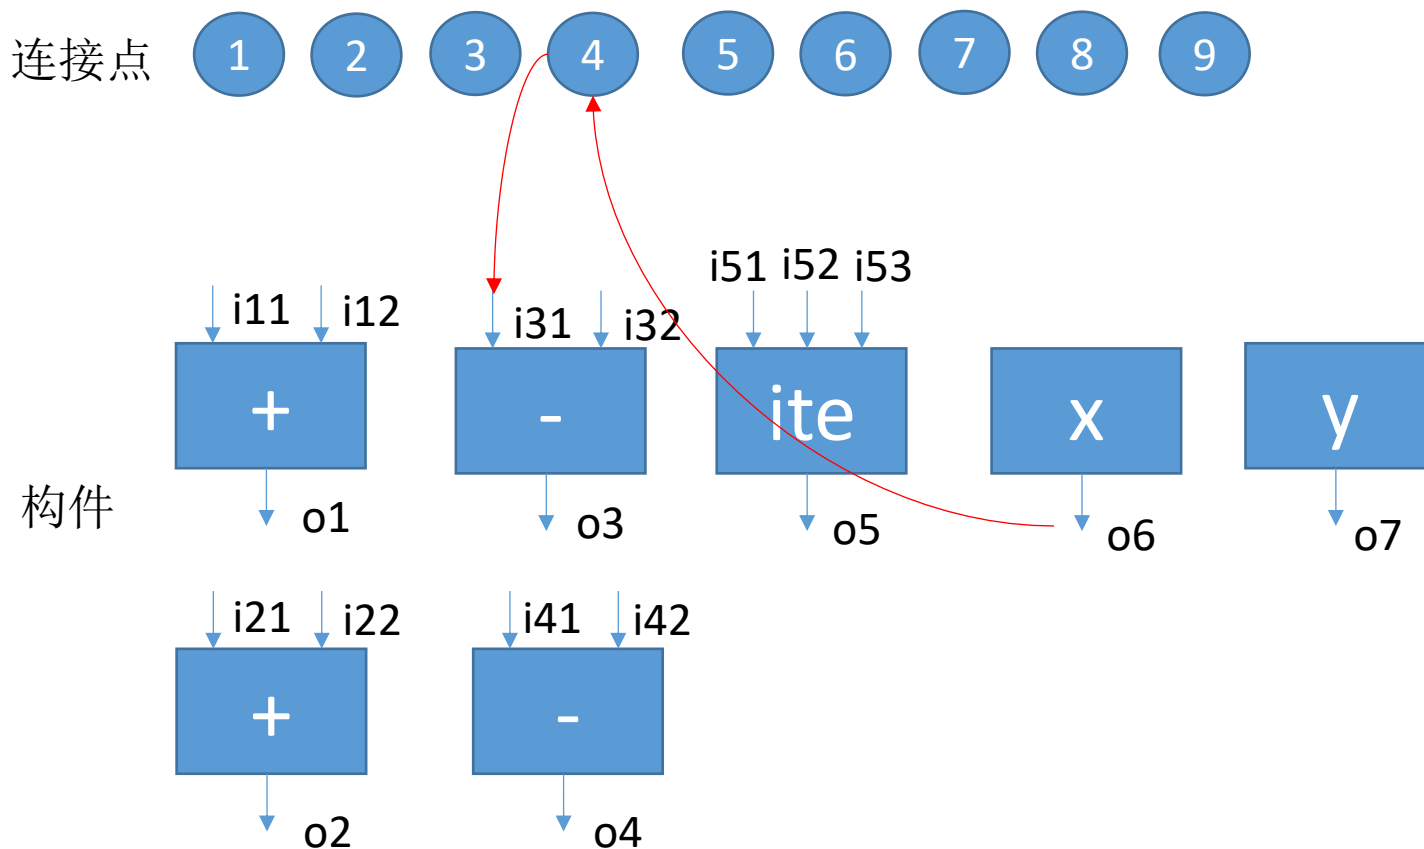 连接点 1 2 3 4 5 6 7 8 9
i51 i52 i53
i11 i12 i31 i32
+ - ite x y
构件
o1 o3 o5 o6 o7
i21 i22 i41 i42
+ -
o2 o4